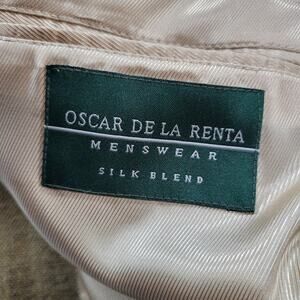 OSCAR DE LA RENTA
MENSWEAR
SILK BLEND